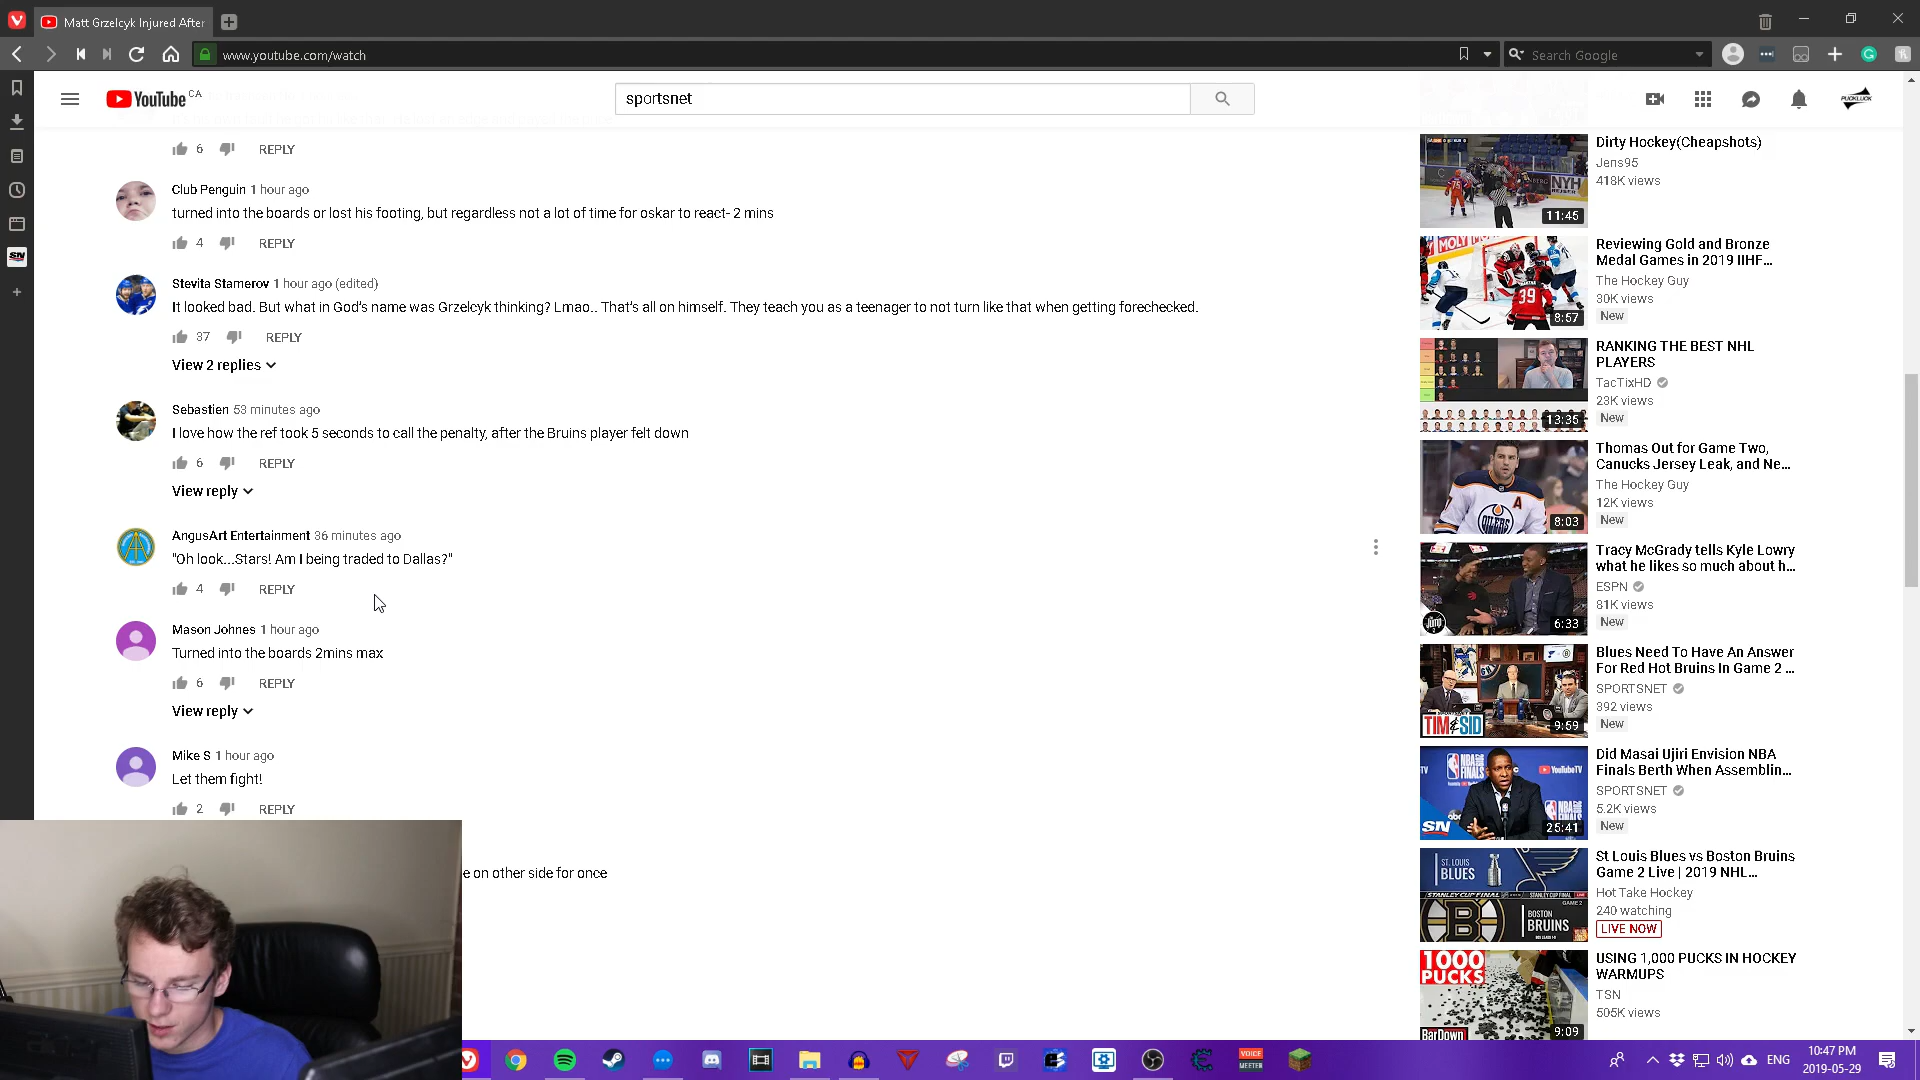 Matt Grzelcyk Injured After
www.youtube.com/watch
Search Google
YouTube CA
sportsnet
PUCKLUCK
6 REPLY
Club Penguin 1 hour ago
turned into the boards or lost his footing, but regardless not a lot of time for oskar to react- 2 mins
4 REPLY
Stevita Stamerov 1 hour ago (edited)
It looked bad. But what in God's name was Grzelcyk thinking? Lmao.. That's all on himself. They teach you as a teenager to not turn like that when getting forechecked.
37 REPLY
View 2 replies
Sebastien 53 minutes ago
I love how the ref took 5 seconds to call the penalty, after the Bruins player felt down
6 REPLY
View reply
AngusArt Entertainment 36 minutes ago
"Oh look...Stars! Am I being traded to Dallas?"
4 REPLY
Mason Johnes 1 hour ago
Turned into the boards 2mins max
6 REPLY
View reply
Mike S 1 hour ago
Let them fight!
2 REPLY
e on other side for once
Dirty Hockey(Cheapshots)
Jens95
418K views
11:45
Reviewing Gold and Bronze
Medal Games in 2019 IIHF...
The Hockey Guy
30K views
New
8:57
RANKING THE BEST NHL
PLAYERS
TacTixHD
23K views
New
13:35
Thomas Out for Game Two,
Canucks Jersey Leak, and Ne...
The Hockey Guy
12K views
New
8:03
Tracy McGrady tells Kyle Lowry
what he likes so much about h...
ESPN
81K views
New
6:33
Blues Need To Have An Answer
For Red Hot Bruins In Game 2 ...
SPORTSNET
392 views
New
TIM & SID
9:59
Did Masai Ujiri Envision NBA
Finals Berth When Assemblin...
SPORTSNET
5.2K views
New
SN
25:41
St Louis Blues vs Boston Bruins
Game 2 Live | 2019 NHL...
Hot Take Hockey
240 watching
LIVE NOW
ST. LOUIS
BLUES
STANLEY CUP FINAL
BOSTON
BRUINS
USING 1,000 PUCKS IN HOCKEY
WARMUPS
TSN
505K views
1000
PUCKS
BarDown
9:09
VOICE
MEETER
ENG
10:47 PM
2019-05-29